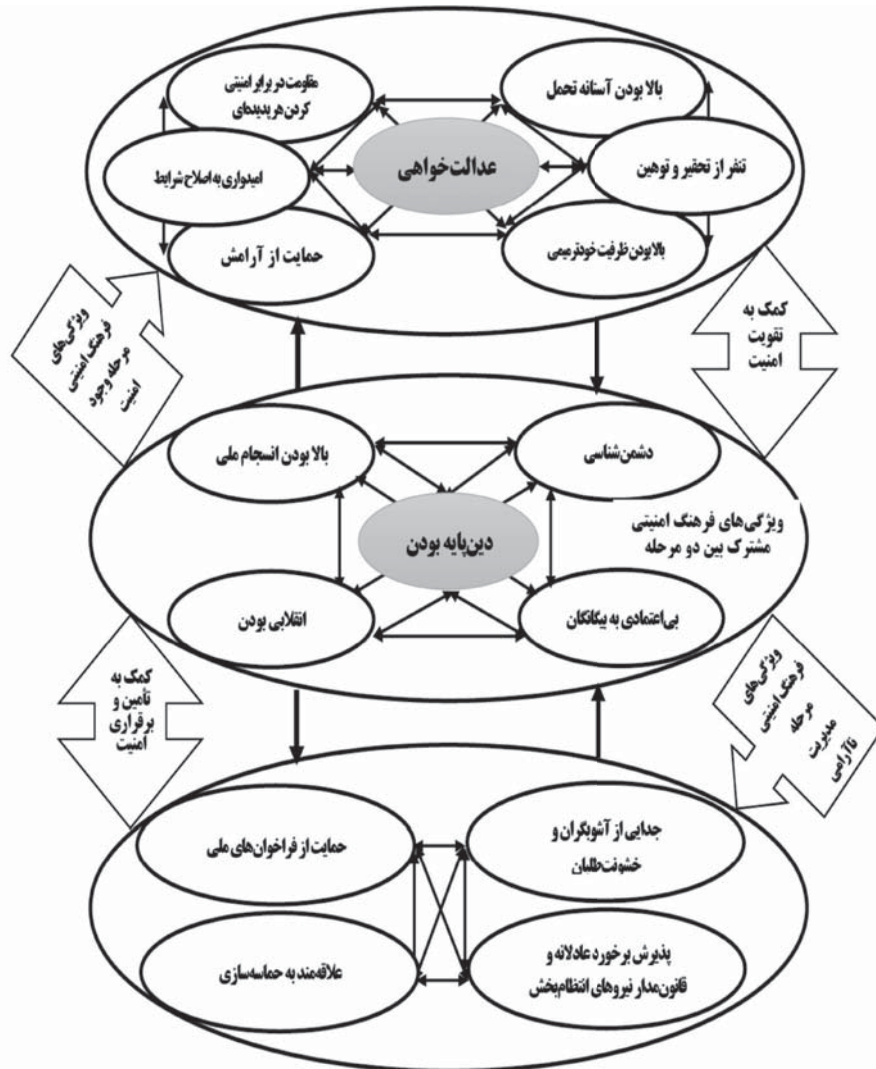 بالا بودن آستانه تحمل
مقاومت در برابر امنیتی
کردن هر پدیده‌ای
عدالت‌خواهی
تنفر از تحقیر و توهین
امیدواری به اصلاح شرایط
بالا بودن ظرفیت خودترمیمی
حمایت از آرامش
کمک به
تقویت
امنیت
ویژگی‌های
فرهنگ امنیتی
مرحله وجود
امنیت
دشمن‌شناسی
بالا بودن انسجام ملی
ویژگی‌های فرهنگ امنیتی
مشترک بین دو مرحله
دین‌پایه بودن
بی‌اعتمادی به بیگانگان
انقلابی بودن
ویژگی‌های
فرهنگ امنیتی
مرحله
مدیریت
ناآرامی
کمک به
تأمین و
برقراری
امنیت
جدایی از آشوبگران و
خشونت‌طلبان
حمایت از فراخوان‌های ملی
پذیرش برخورد عادلانه و
قانون‌مدار نیروهای انتظام‌بخش
علاقه‌مند به حماسه‌سازی